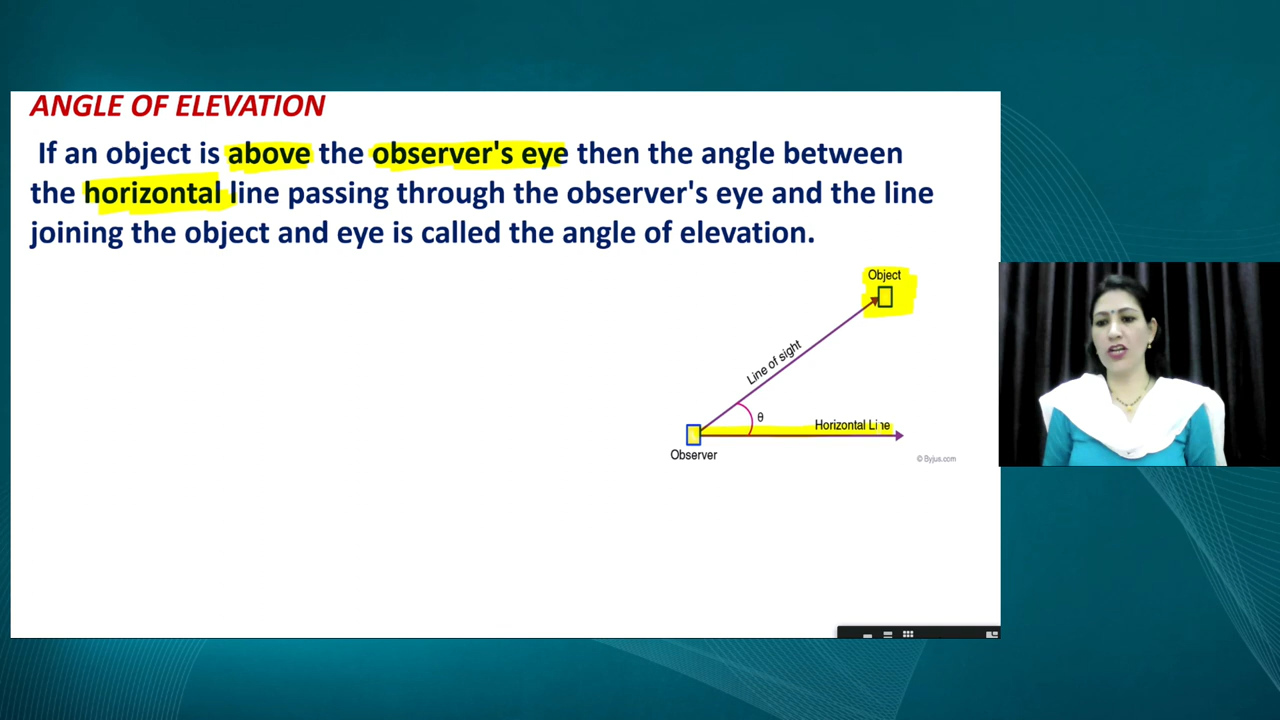 ANGLE OF ELEVATION
If an object is above the observer's eye then the angle between
the horizontal line passing through the observer's eye and the line
joining the object and eye is called the angle of elevation.
Object
Line of sight
θ
Horizontal Line
Observer
© Byjus.com